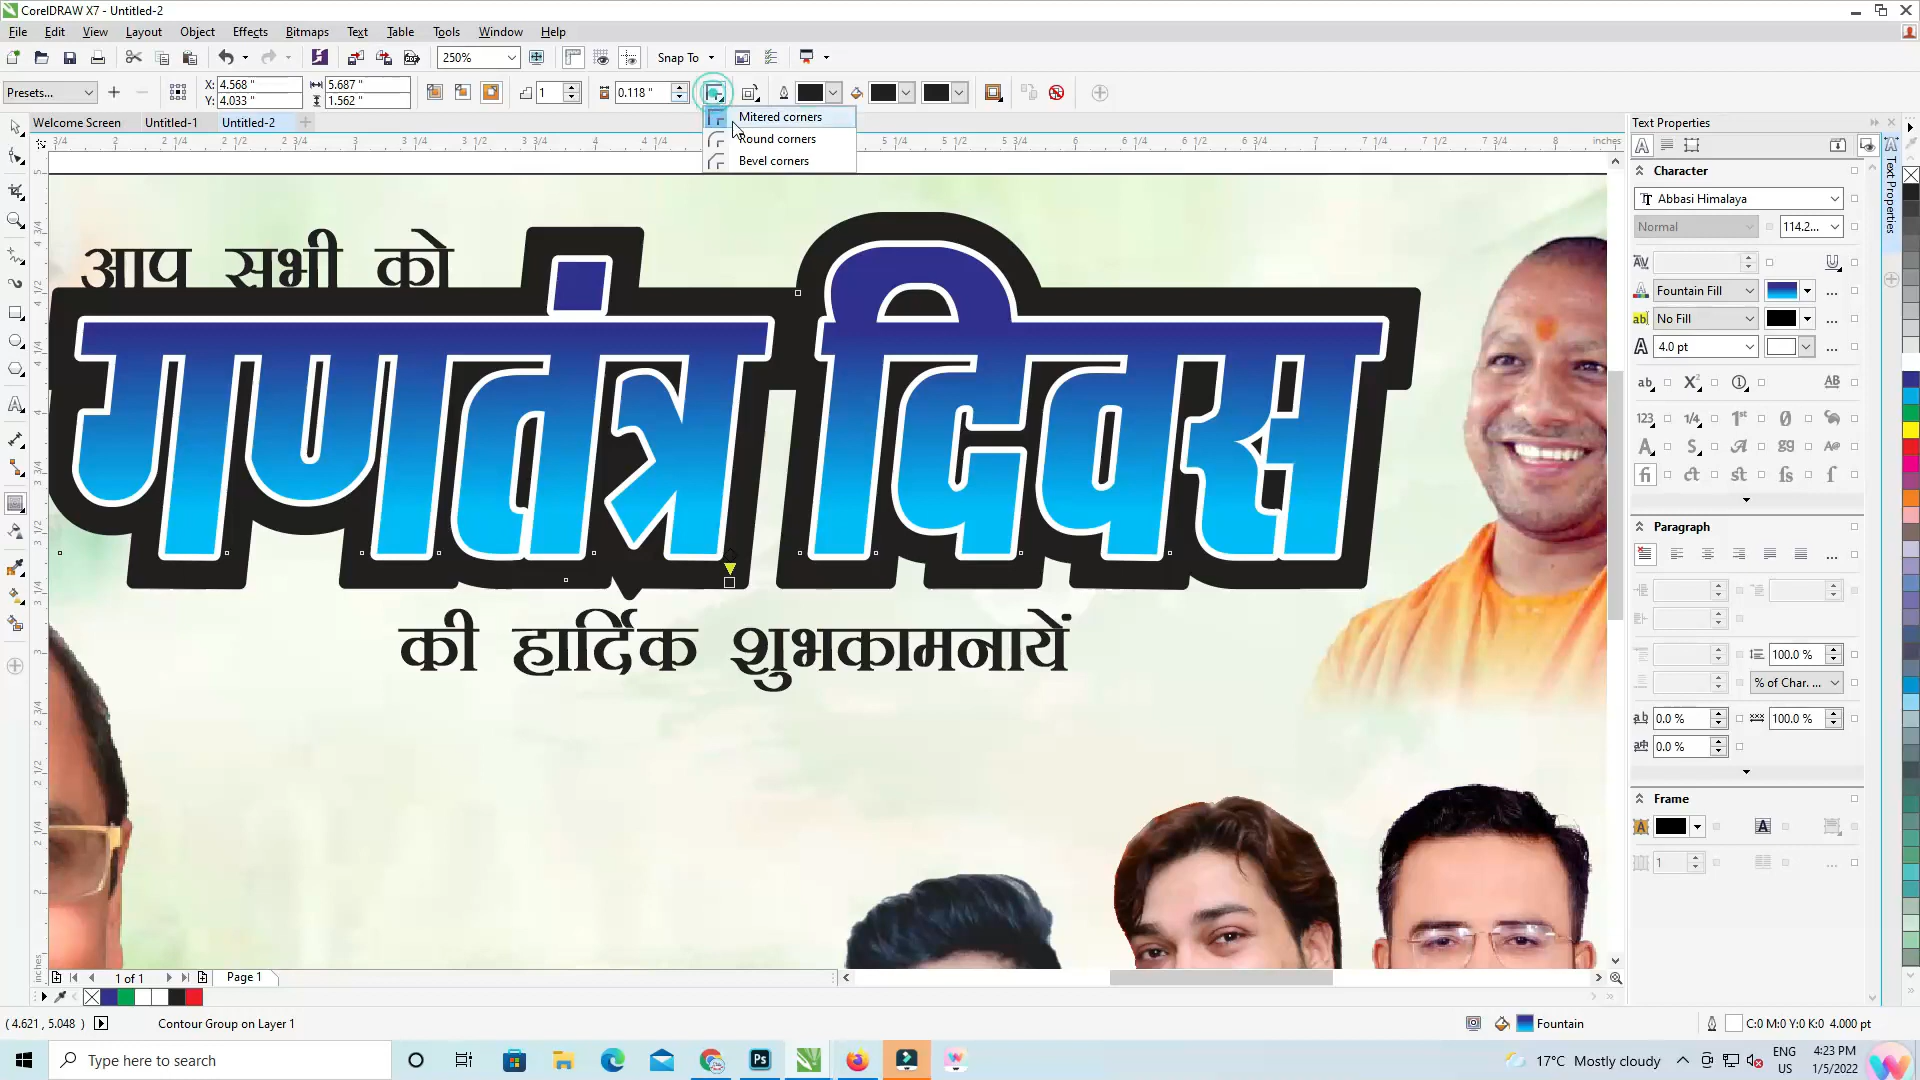 CorelDRAW X7 - Untitled-2
File Edit View Layout Object Effects Bitmaps Text Table Tools Window Help
250% Snap To
Presets... X: 4.568 " 5.687 " 1 0.118 "
Y: 4.033 " 1.562 "
Mitered corners
Round corners
Bevel corners
Welcome Screen Untitled-1 Untitled-2
inches
आप सभी को
गणतंत्र दिवस
की हार्दिक शुभकामनायें
Text Properties
Character
Abbasi Himalaya
Normal 114.2...
Fountain Fill
No Fill
4.0 pt
Paragraph
100.0 %
% of Char. ...
0.0 % 100.0 %
0.0 %
Frame
1
Text Properties
1 of 1 Page 1
( 4.621 , 5.048 ) Contour Group on Layer 1 Fountain C:0 M:0 Y:0 K:0 4.000 pt
Type here to search 17°C Mostly cloudy ENG US 4:23 PM 1/5/2022